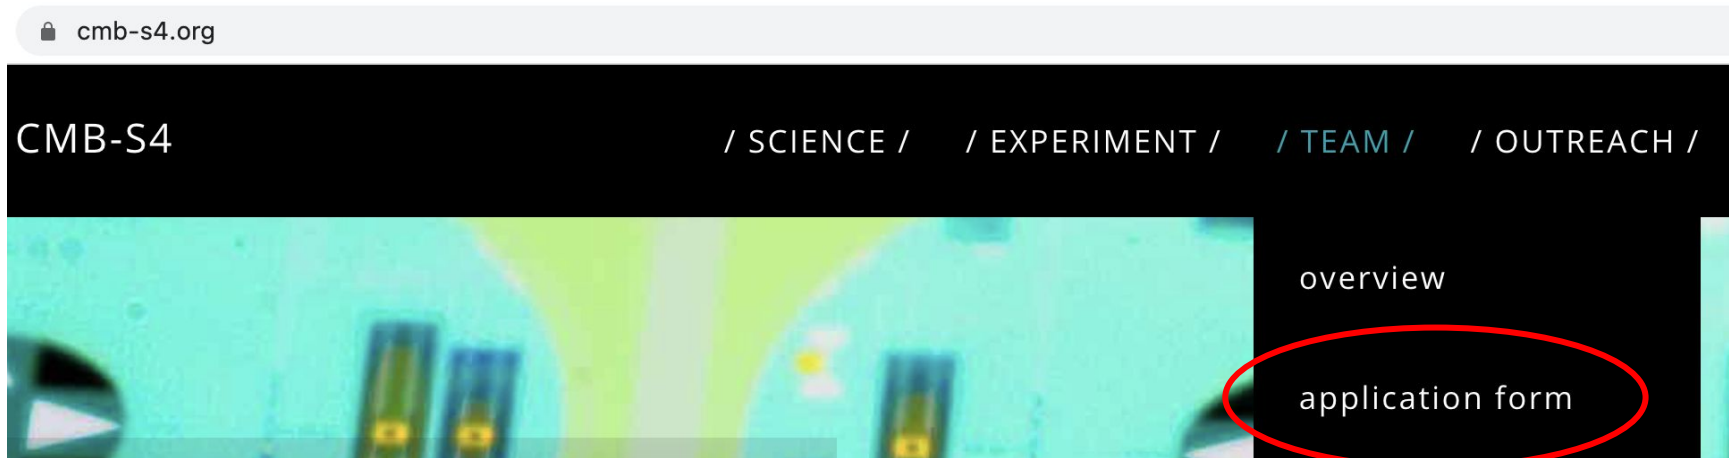 cmb-s4.org
CMB-S4 / SCIENCE / / EXPERIMENT / / TEAM / / OUTREACH /
overview
application form